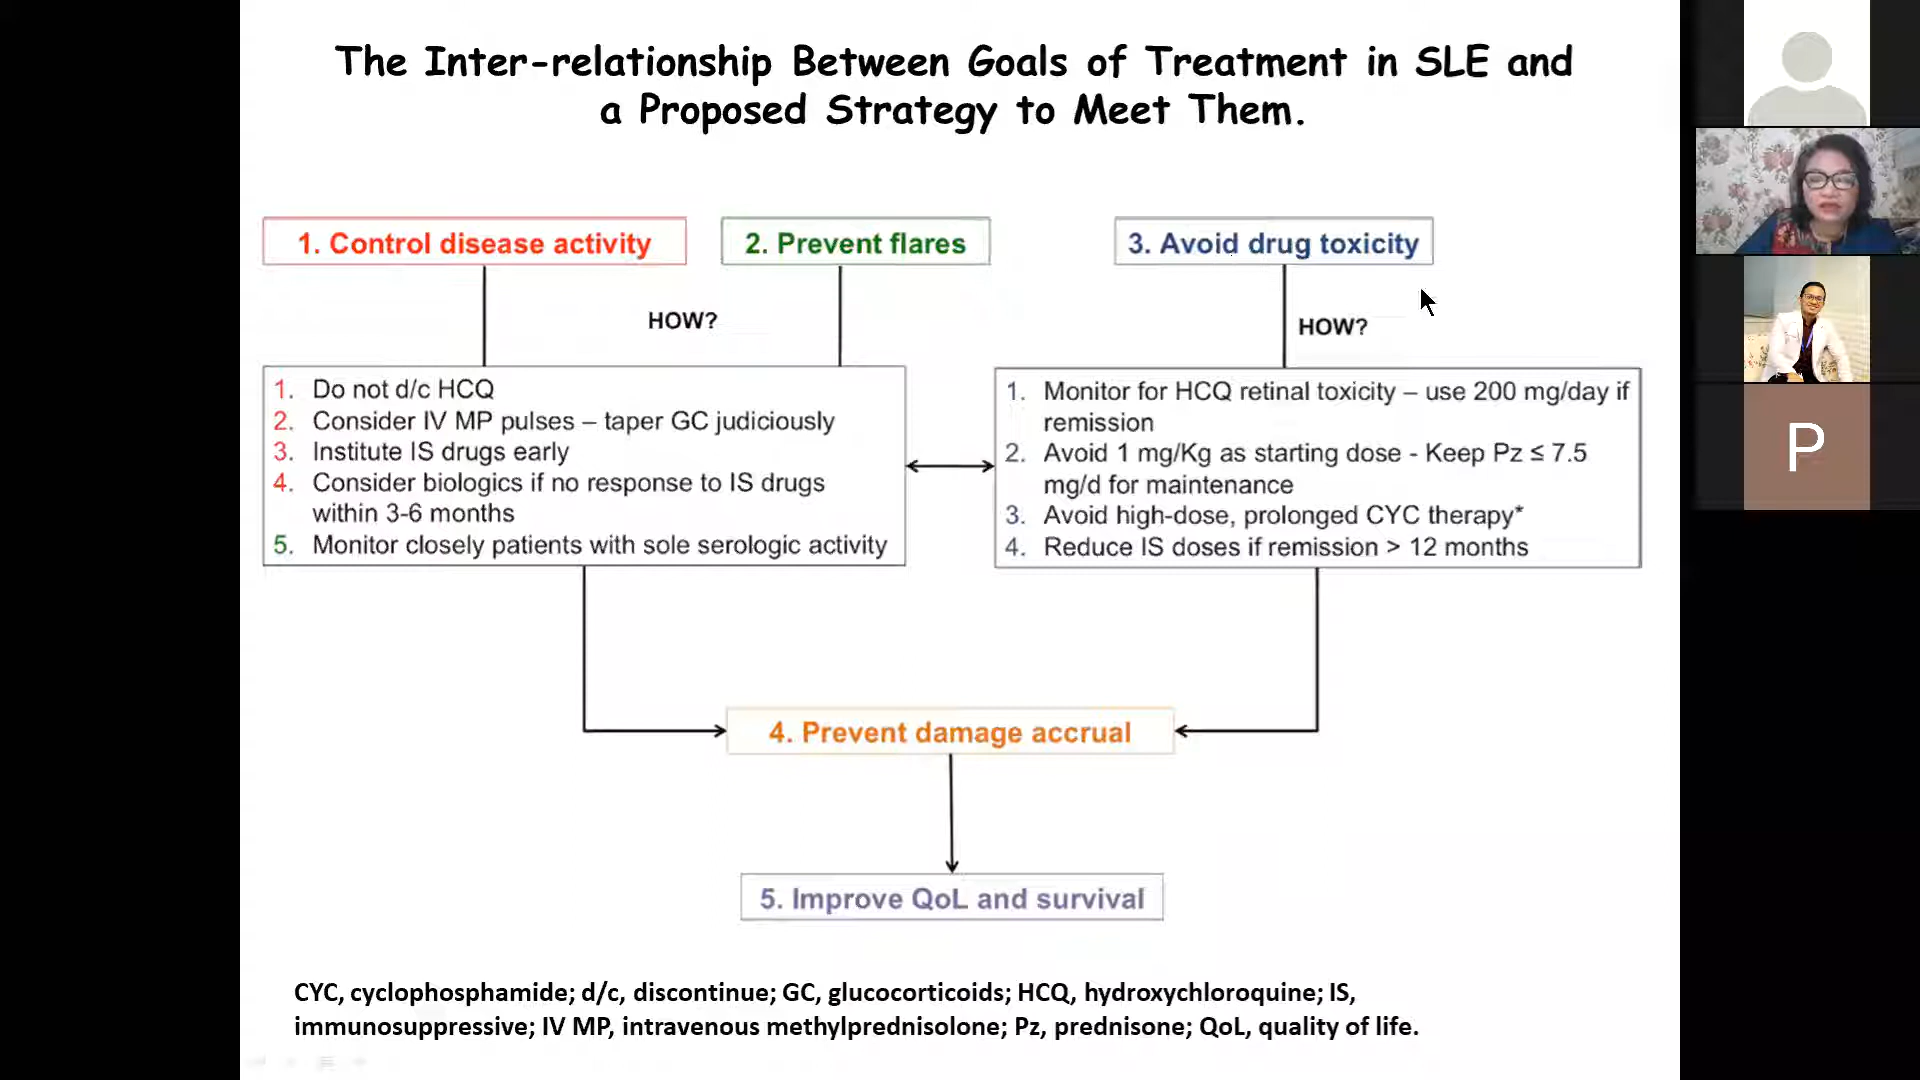 The Inter-relationship Between Goals of Treatment in SLE and
a Proposed Strategy to Meet Them.
1. Control disease activity
2. Prevent flares
3. Avoid drug toxicity
HOW?
HOW?
1. Do not d/c HCQ
2. Consider IV MP pulses – taper GC judiciously
3. Institute IS drugs early
4. Consider biologics if no response to IS drugs
within 3-6 months
5. Monitor closely patients with sole serologic activity
1. Monitor for HCQ retinal toxicity – use 200 mg/day if
remission
2. Avoid 1 mg/Kg as starting dose - Keep Pz ≤ 7.5
mg/d for maintenance
3. Avoid high-dose, prolonged CYC therapy*
4. Reduce IS doses if remission > 12 months
4. Prevent damage accrual
5. Improve QoL and survival
CYC, cyclophosphamide; d/c, discontinue; GC, glucocorticoids; HCQ, hydroxychloroquine; IS,
immunosuppressive; IV MP, intravenous methylprednisolone; Pz, prednisone; QoL, quality of life.
P